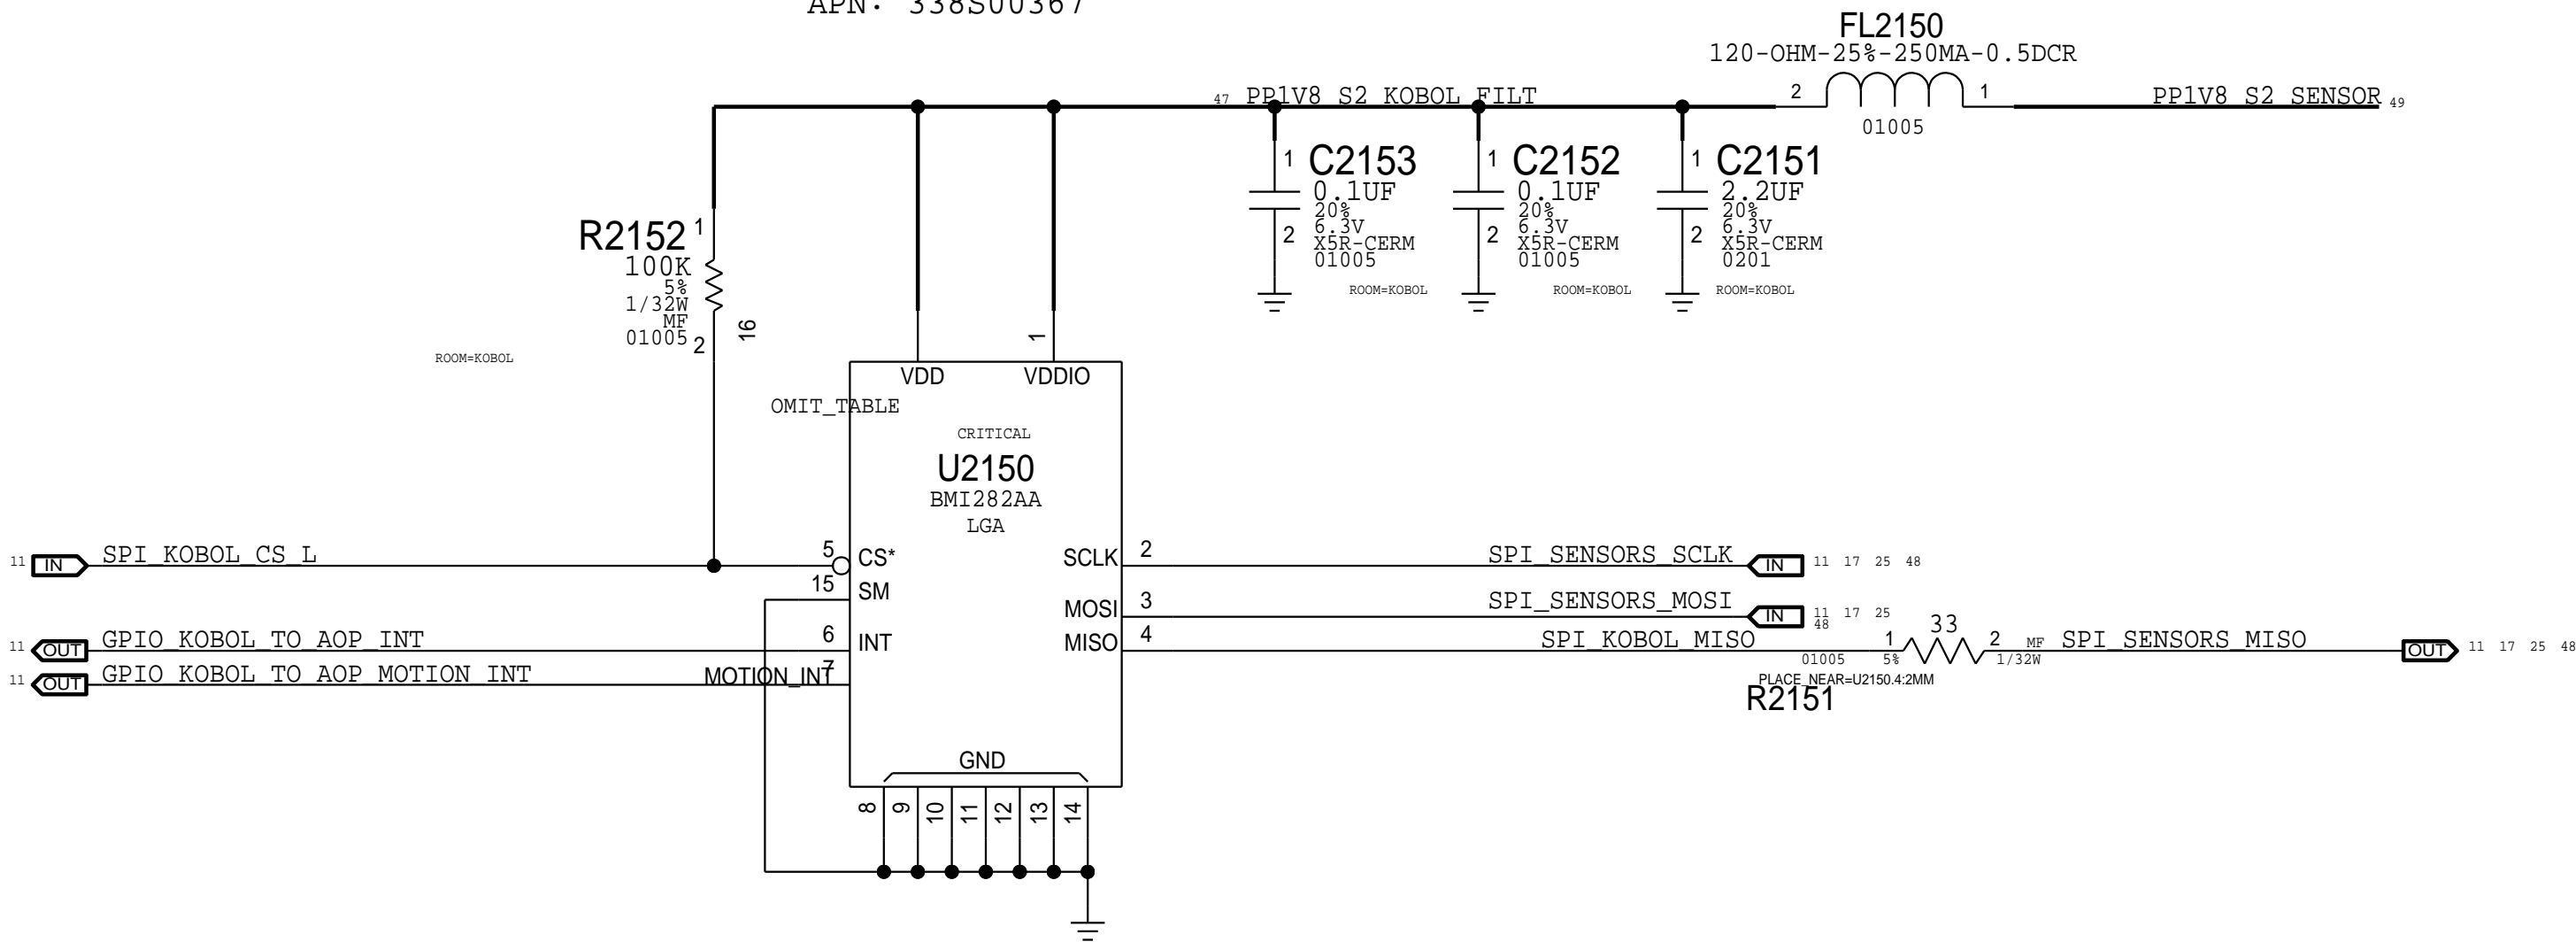 APN: 338S00367
FL2150
120-OHM-25%-250MA-0.5DCR
47 PP1V8_S2_KOBOL_FILT
2
1
PP1V8_S2_SENSOR 49
01005
1
C2153
0.1UF
20%
6.3V
2
X5R-CERM
01005
ROOM=KOBOL
1
C2152
0.1UF
20%
6.3V
2
X5R-CERM
01005
ROOM=KOBOL
1
C2151
2.2UF
20%
6.3V
2
X5R-CERM
0201
ROOM=KOBOL
R2152
1
100K
5%
1/32W
MF
01005
2
ROOM=KOBOL
16
1
VDD
VDDIO
OMIT_TABLE
CRITICAL
U2150
BMI282AA
LGA
11 IN SPI_KOBOL_CS_L
5 CS*
15 SM
11 OUT GPIO_KOBOL_TO_AOP_INT
6 INT
11 OUT GPIO_KOBOL_TO_AOP_MOTION_INT
MOTION_INT
7
SCLK 2
SPI_SENSORS_SCLK IN 11 17 25 48
MOSI 3
SPI_SENSORS_MOSI IN 11 17 25
48
MISO 4
SPI_KOBOL_MISO
1
33
2
MF
SPI_SENSORS_MISO OUT 11 17 25 48
01005
5%
1/32W
PLACE_NEAR=U2150.4:2MM
R2151
GND
8
9
10
11
12
13
14